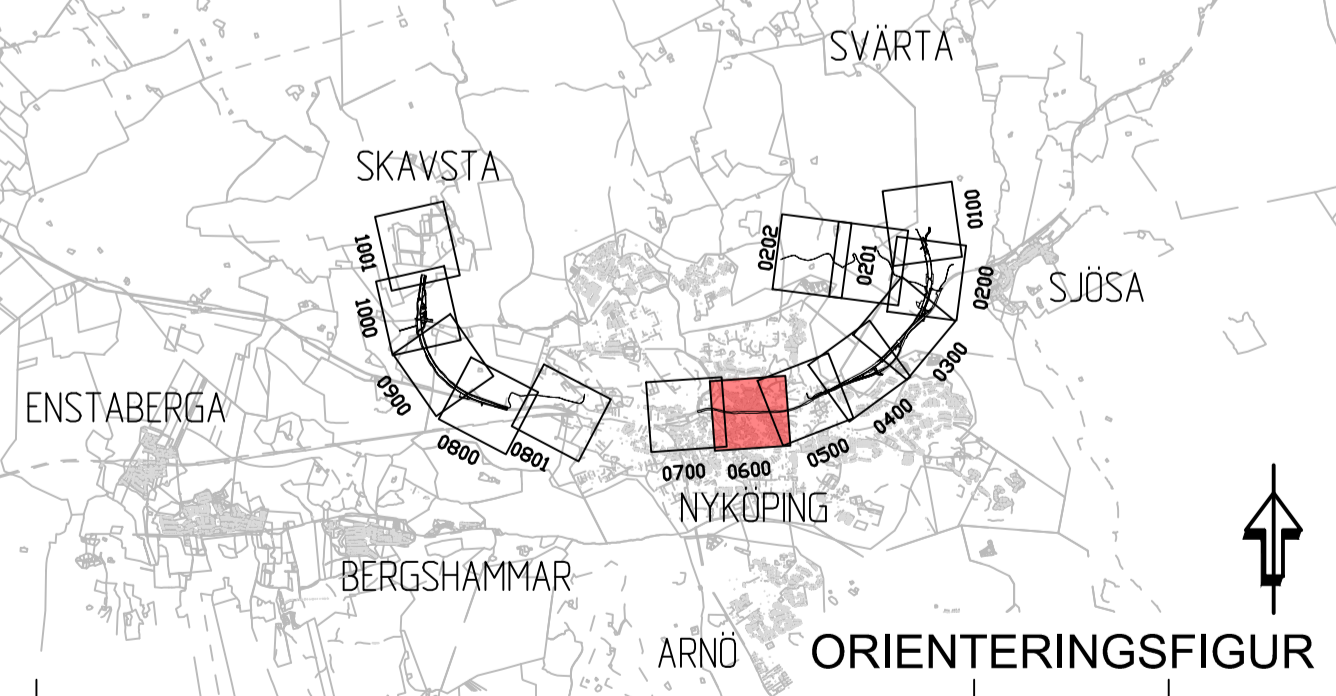 SVÄRTA
SKAVSTA
0100
0202
0201
1001
0200
SJÖSA
1000
0300
0900
ENSTABERGA
0400
0800
0801
0500
0700
0600
NYKÖPING
BERGSHAMMAR
ARNÖ
ORIENTERINGSFIGUR